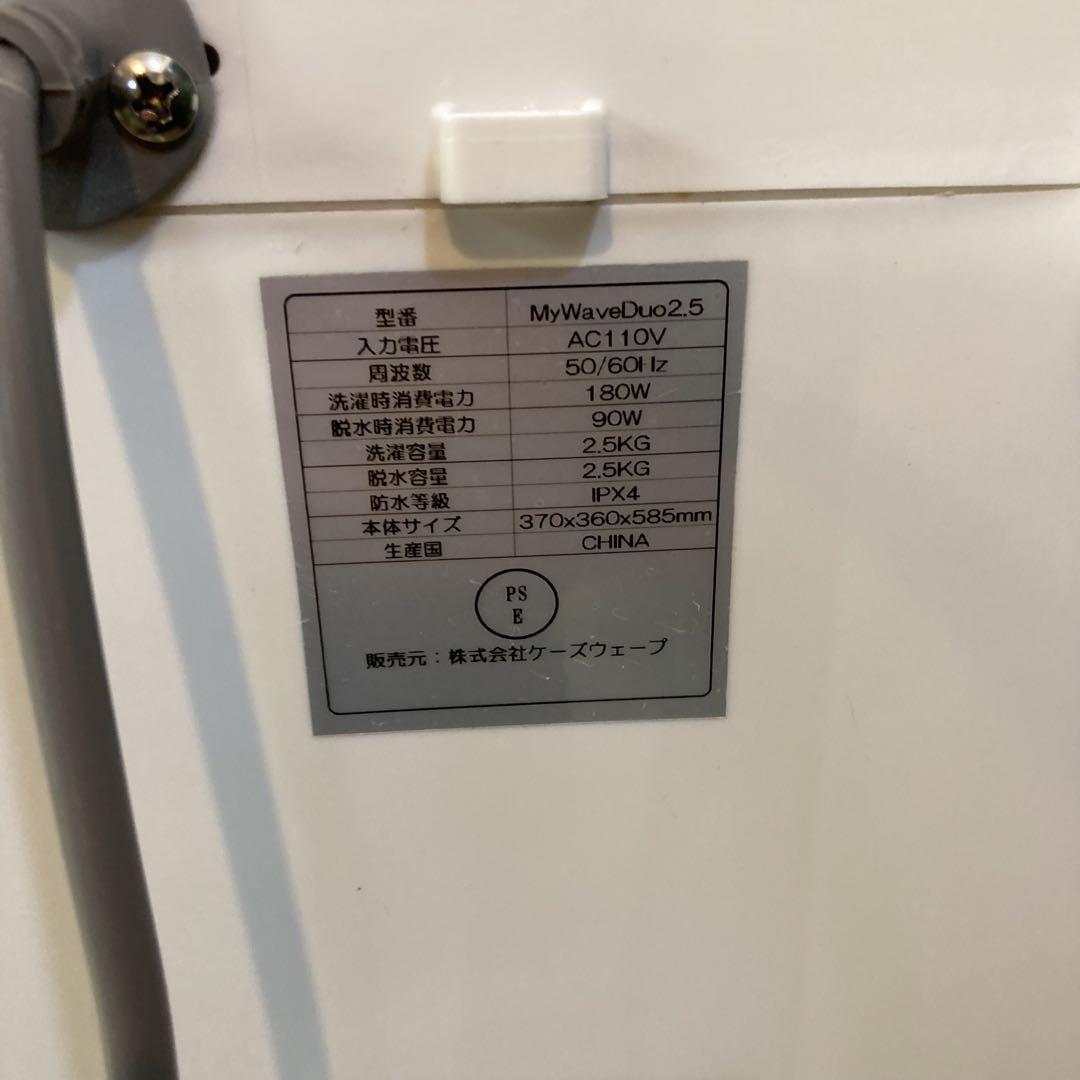 型番 MyWaveDuo2.5
入力電圧 AC110V
周波数 50/60Hz
洗濯時消費電力 180W
脱水時消費電力 90W
洗濯容量 2.5KG
脱水容量 2.5KG
防水等級 IPX4
本体サイズ 370x360x585mm
生産国 CHINA
PS
E
販売元：株式会社ケーズウェーブ